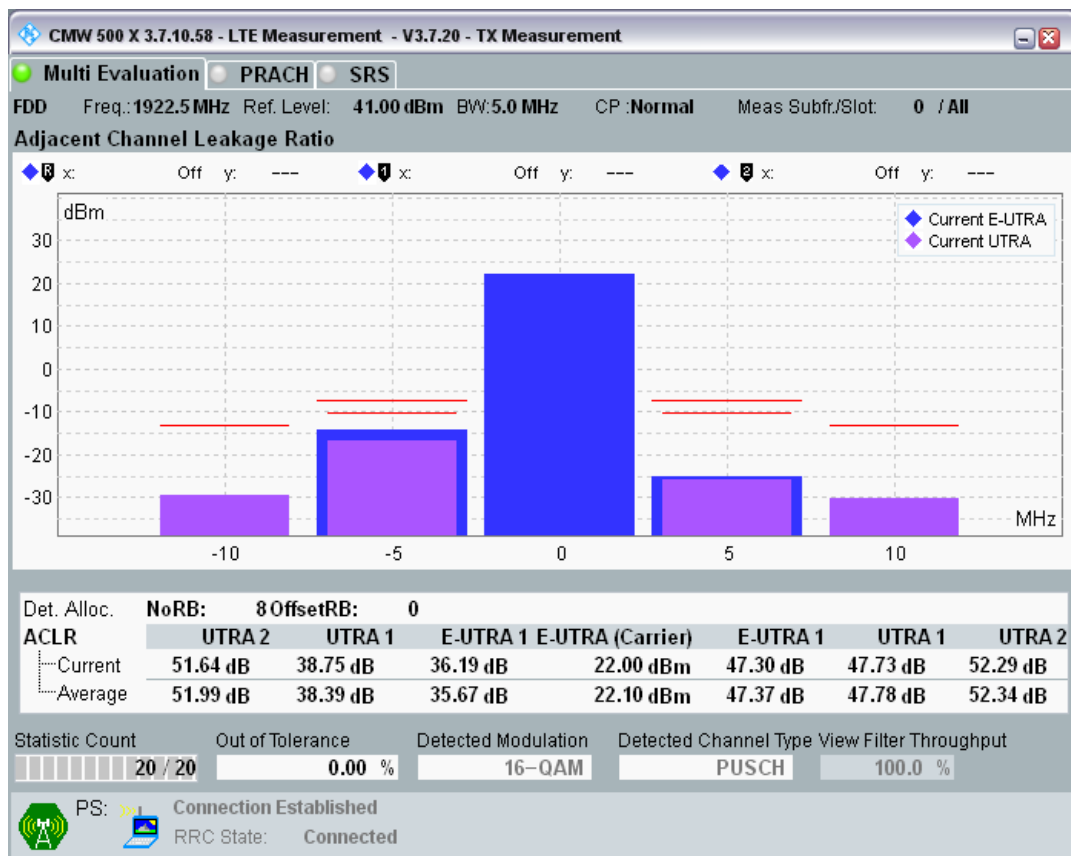 CMW 500 X 3.7.10.58 - LTE Measurement - V3.7.20 - TX Measurement
Multi Evaluation PRACH SRS
FDD Freq.: 1922.5 MHz Ref. Level: 41.00 dBm BW: 5.0 MHz CP : Normal Meas Subfr./Slot: 0 / All
Adjacent Channel Leakage Ratio
R x: Off y: --- 1 x: Off y: --- 2 x: Off y: ---
dBm
Current E-UTRA
Current UTRA
30
20
10
0
-10
-20
-30
MHz
-10 -5 0 5 10
Det. Alloc. NoRB: 8 OffsetRB: 0
ACLR UTRA 2 UTRA 1 E-UTRA 1 E-UTRA (Carrier) E-UTRA 1 UTRA 1 UTRA 2
Current 51.64 dB 38.75 dB 36.19 dB 22.00 dBm 47.30 dB 47.73 dB 52.29 dB
Average 51.99 dB 38.39 dB 35.67 dB 22.10 dBm 47.37 dB 47.78 dB 52.34 dB
Statistic Count Out of Tolerance Detected Modulation Detected Channel Type View Filter Throughput
20 / 20 0.00 % 16-QAM PUSCH 100.0 %
PS: Connection Established
RRC State: Connected